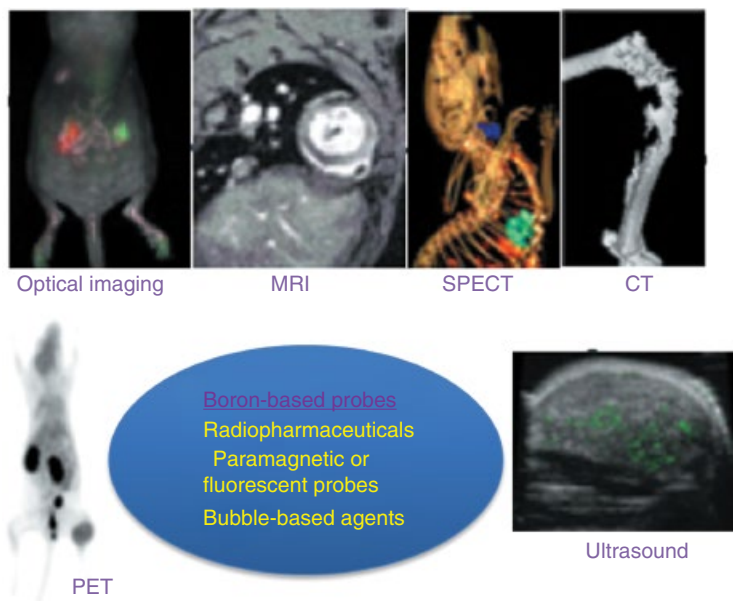 Optical imaging
MRI
SPECT
CT
Boron-based probes
Radiopharmaceuticals
Paramagnetic or
fluorescent probes
Bubble-based agents
PET
Ultrasound